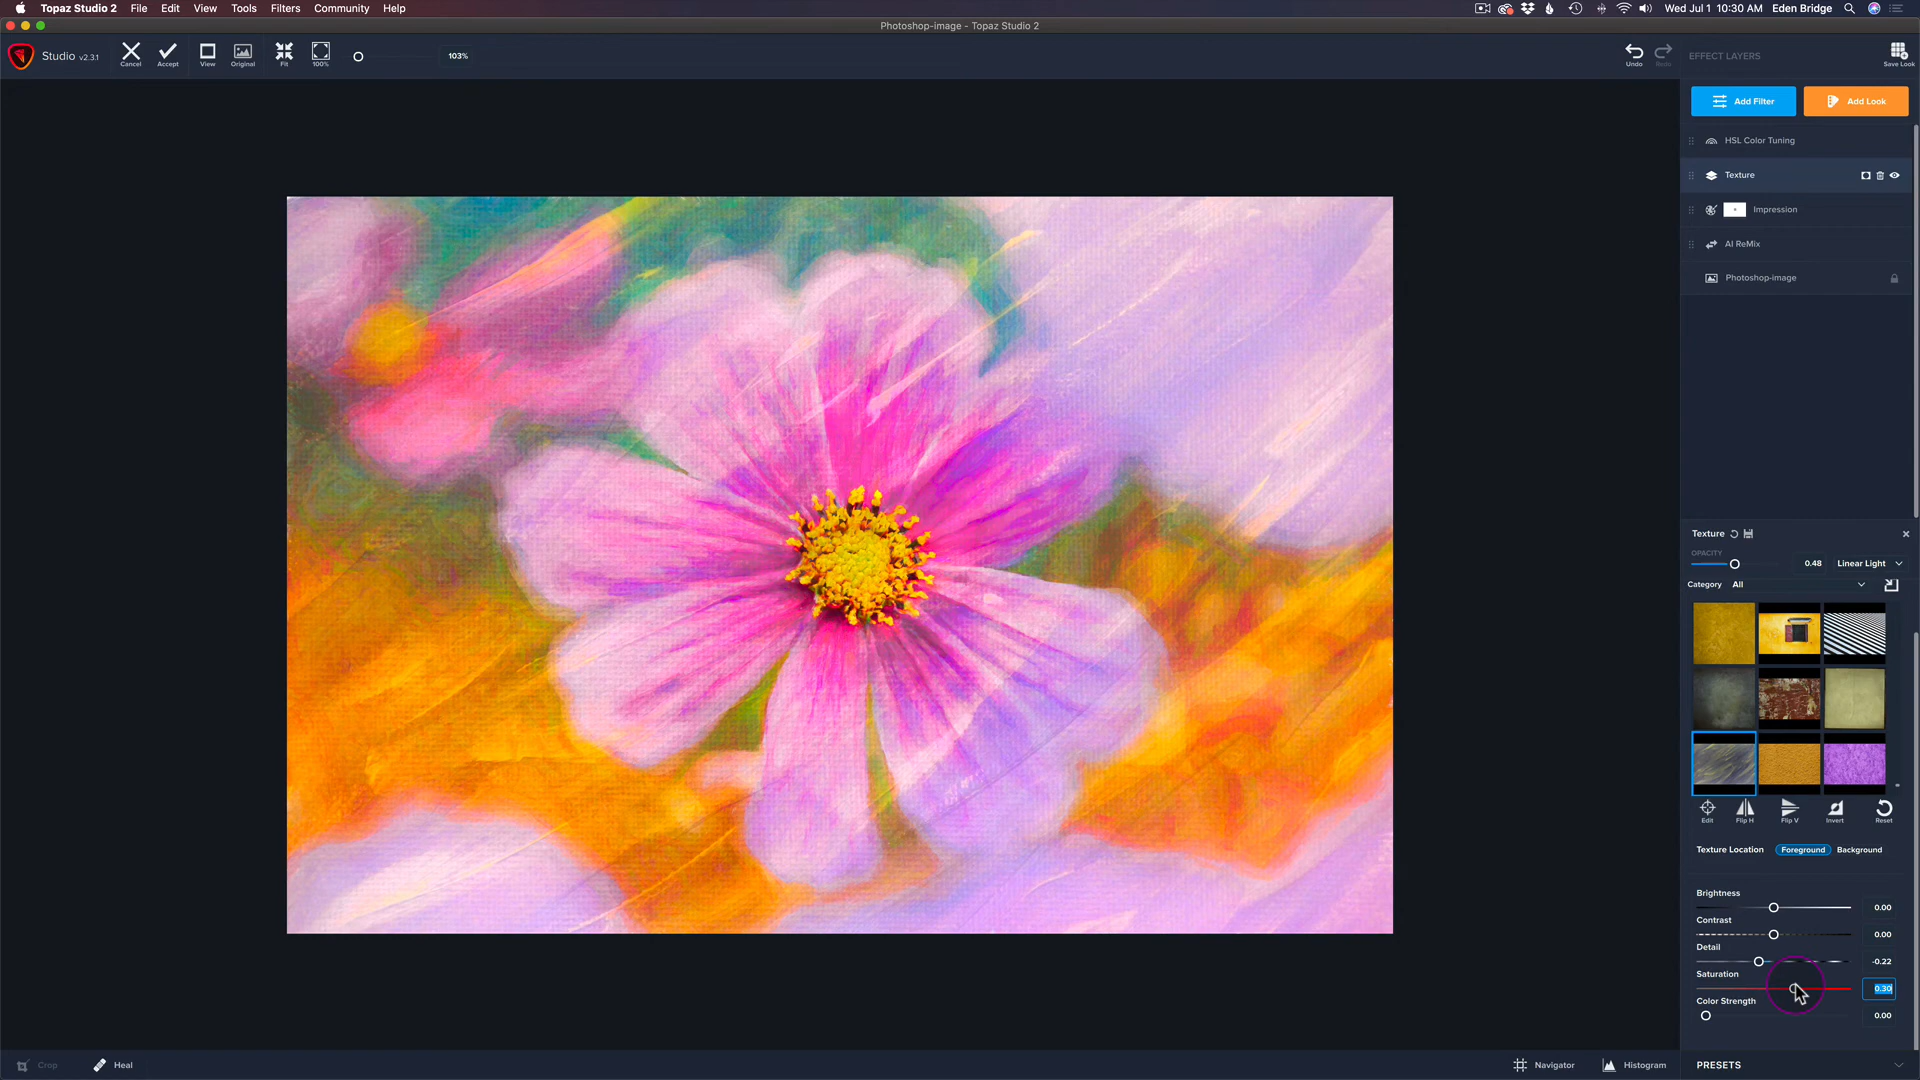 Topaz Studio 2 File Edit View Tools Filters Community Help Wed Jul 1 10:30 AM Eden Bridge
Photoshop-image - Topaz Studio 2
Studio v2.3.1 Cancel Accept View Original Fit 100% 103% Undo Redo EFFECT LAYERS Save Look
Add Filter Add Look
HSL Color Tuning
Texture
Impression
AI ReMix
Photoshop-image
Texture
OPACITY 0.48 Linear Light
Category All
Edit Flip H Flip V Invert Reset
Texture Location Foreground Background
Brightness
0.00
Contrast
0.00
Detail
-0.22
Saturation
0.30
Color Strength
0.00
Crop Heal Navigator Histogram PRESETS